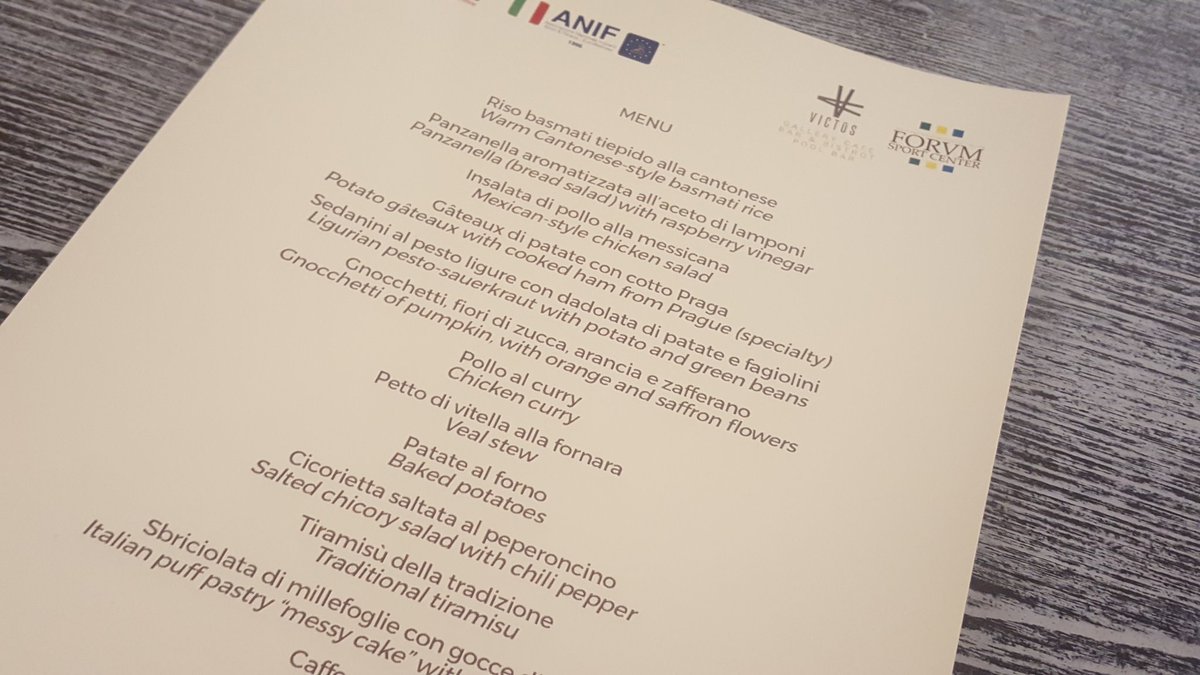 ANIF
VICTOS
GALLERY CAFE
BAR & BISTROT
POOL BAR
FORVM
SPORT CENTER
MENU
Riso basmati tiepido alla cantonese
Warm Cantonese-style basmati rice
Panzanella aromatizzata all'aceto di lamponi
Panzanella (bread salad) with raspberry vinegar
Insalata di pollo alla messicana
Mexican-style chicken salad
Gâteaux di patate con cotto Praga
Potato gâteaux with cooked ham from Prague (specialty)
Sedanini al pesto ligure con dadolata di patate e fagiolini
Ligurian pesto-sauerkraut with potato and green beans
Gnocchetti, fiori di zucca, arancia e zafferano
Gnocchetti of pumpkin, with orange and saffron flowers
Pollo al curry
Chicken curry
Petto di vitella alla fornara
Veal stew
Patate al forno
Baked potatoes
Cicorietta saltata al peperoncino
Salted chicory salad with chili pepper
Tiramisù della tradizione
Traditional tiramisu
Sbriciolata di millefoglie con gocce
Italian puff pastry "messy cake" with